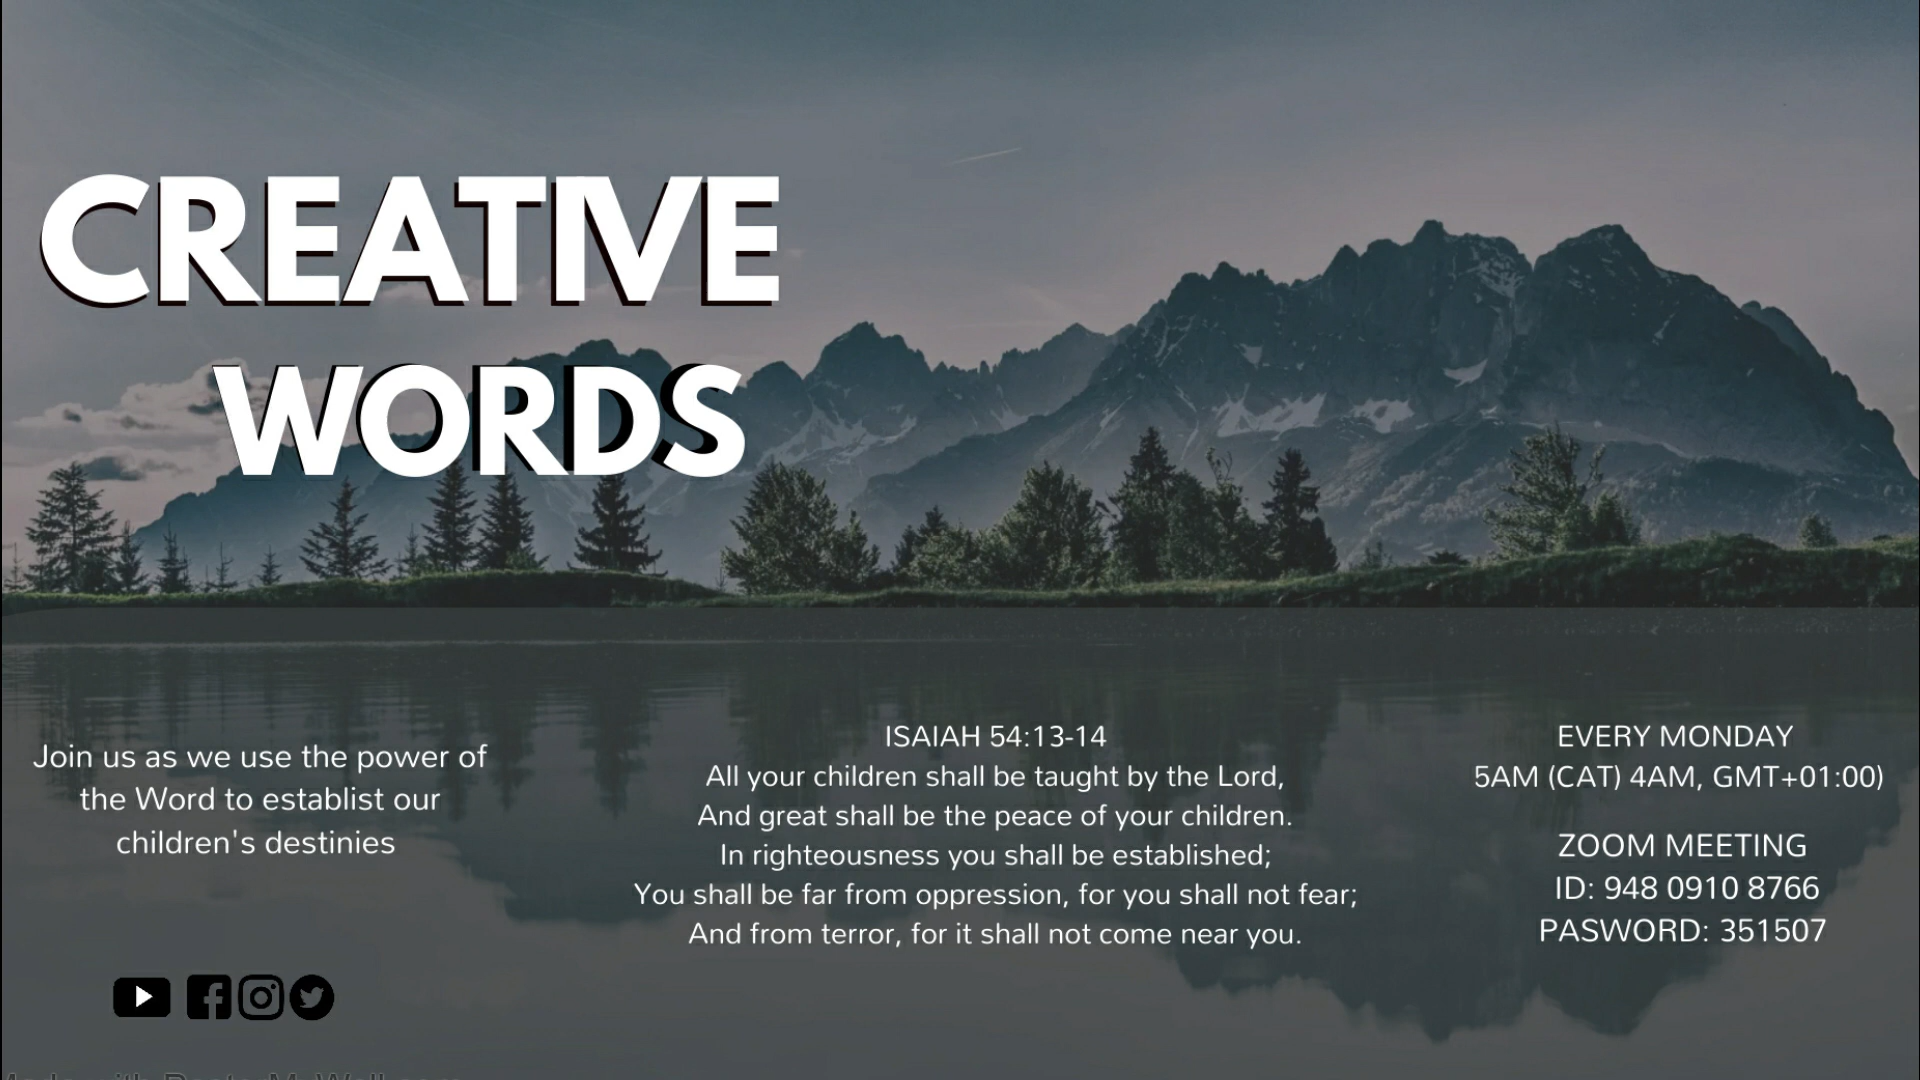 CREATIVE
WORDS
Join us as we use the power of
the Word to establist our
children's destinies
ISAIAH 54:13-14
All your children shall be taught by the Lord,
And great shall be the peace of your children.
In righteousness you shall be established;
You shall be far from oppression, for you shall not fear;
And from terror, for it shall not come near you.
EVERY MONDAY
5AM (CAT) 4AM, GMT+01:00)
ZOOM MEETING
ID: 948 0910 8766
PASWORD: 351507